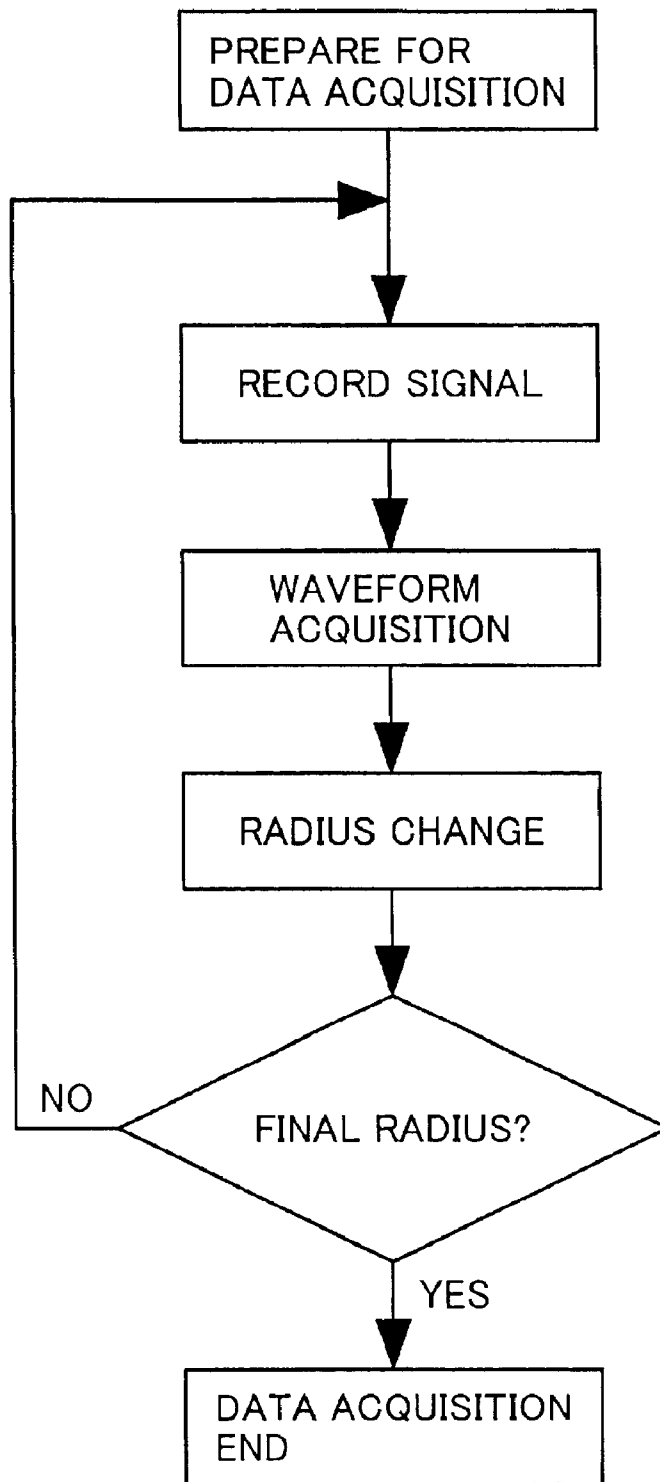 PREPARE FOR
DATA ACQUISITION
RECORD SIGNAL
WAVEFORM
ACQUISITION
RADIUS CHANGE
FINAL RADIUS?
NO
YES
DATA ACQUISITION
END